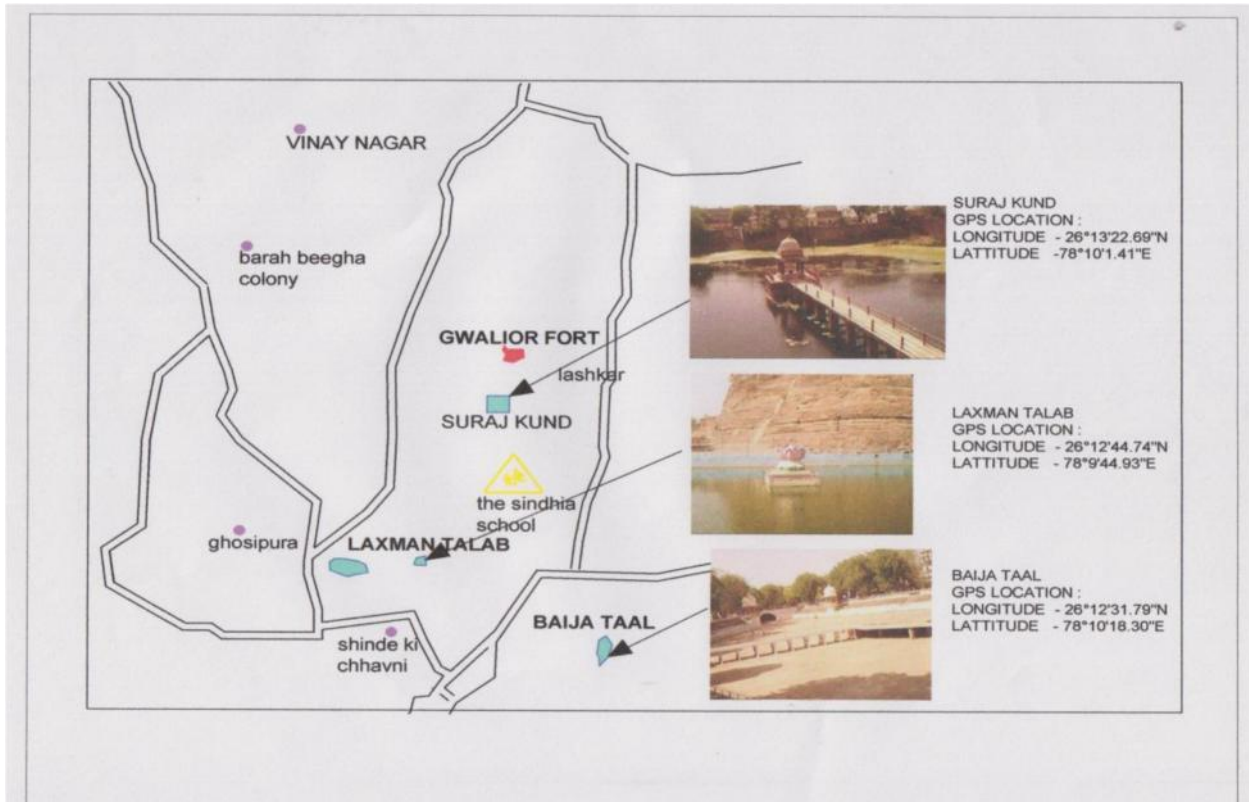 VINAY NAGAR
barah beegha
colony
GWALIOR FORT
lashkar
SURAJ KUND
the sindhia
school
ghosipura
LAXMAN TALAB
shinde ki
chhavni
BAIJA TAAL
SURAJ KUND
GPS LOCATION :
LONGITUDE - 26°13'22.69"N
LATTITUDE -78°10'1.41"E
LAXMAN TALAB
GPS LOCATION :
LONGITUDE - 26°12'44.74"N
LATTITUDE - 78°9'44.93"E
BAIJA TAAL
GPS LOCATION :
LONGITUDE - 26°12'31.79"N
LATTITUDE - 78°10'18.30"E